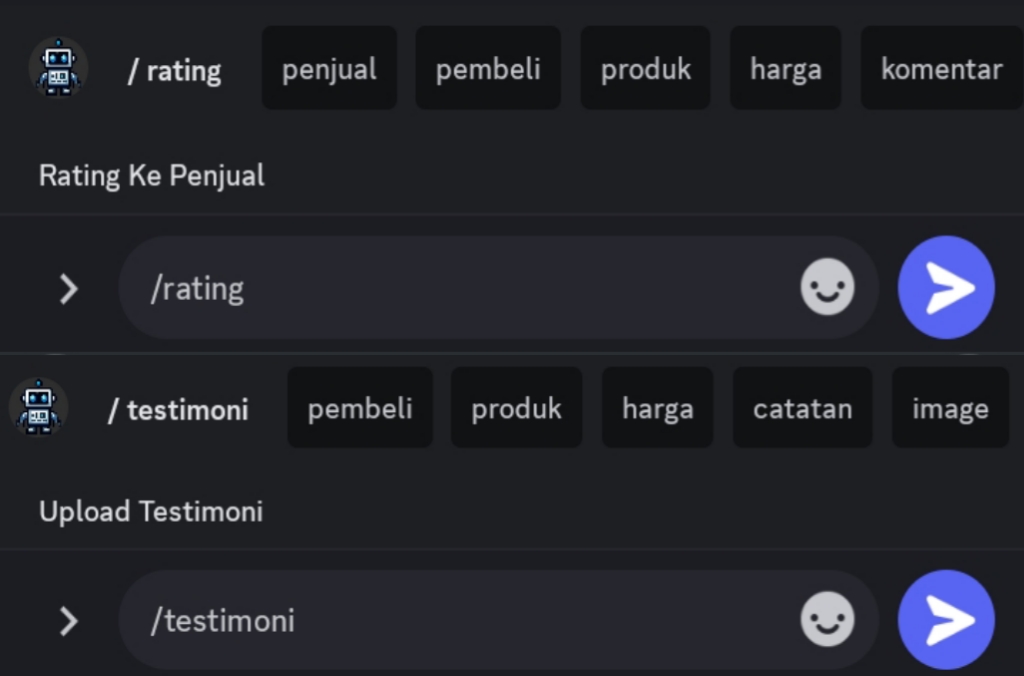 / rating penjual pembeli produk harga komentar
Rating Ke Penjual
/rating
/ testimoni pembeli produk harga catatan image
Upload Testimoni
/testimoni